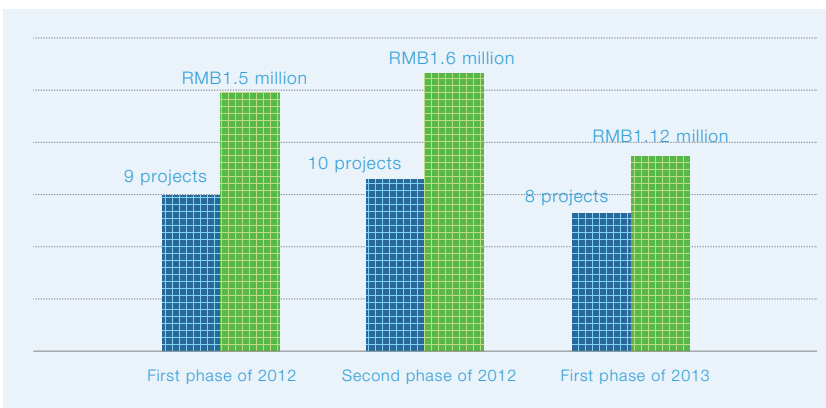 RMB1.6 million
RMB1.5 million
RMB1.12 million
10 projects
9 projects
8 projects
First phase of 2012
Second phase of 2012
First phase of 2013